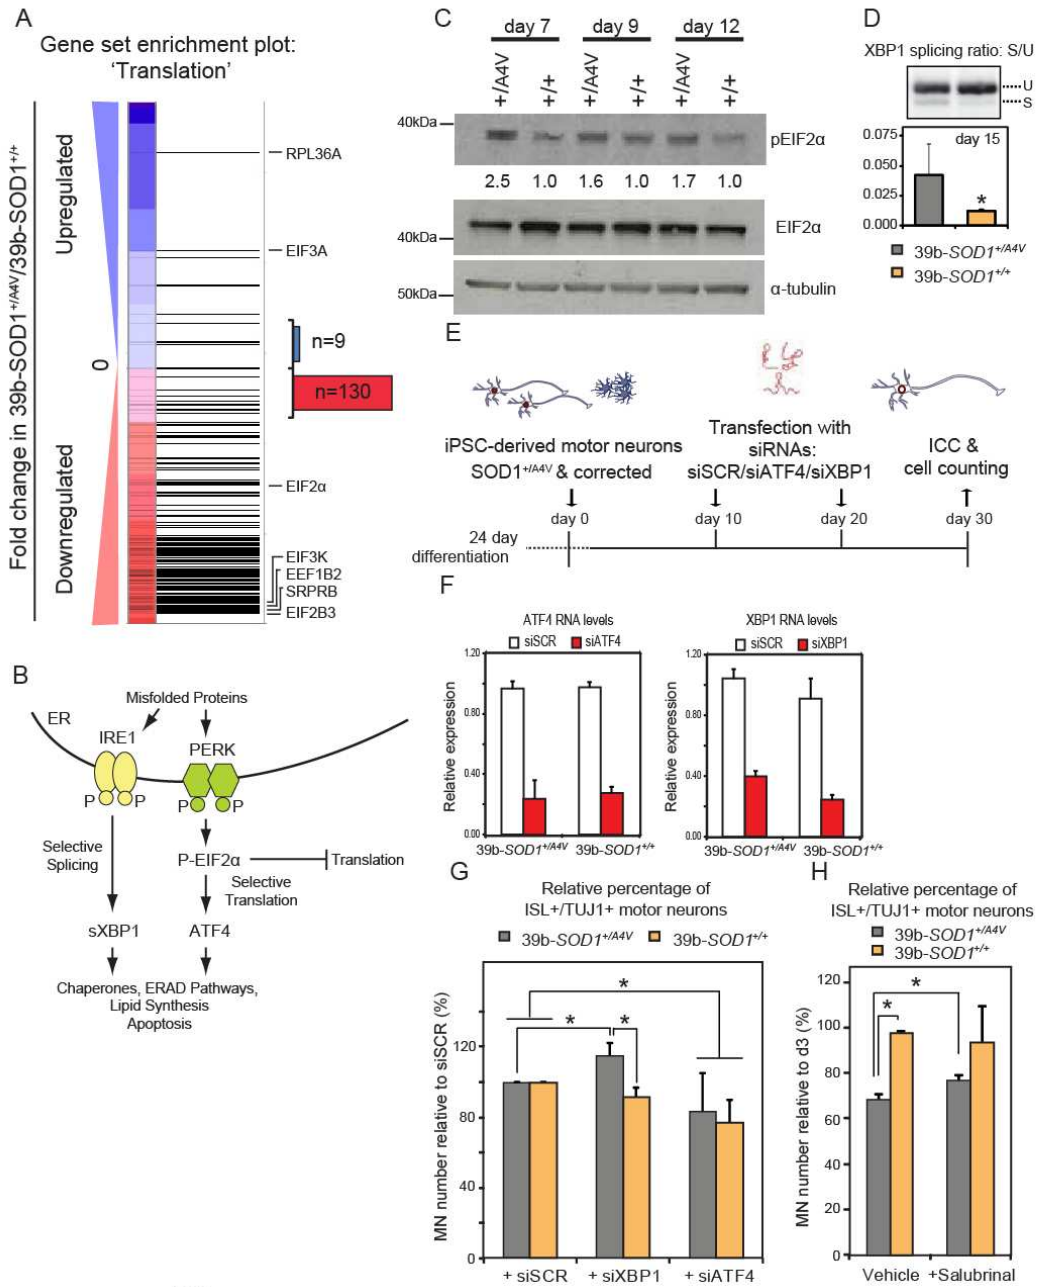 A
Gene set enrichment plot:
'Translation'
Fold change in 39b-SOD1+/A4V/39b-SOD1+/+
Upregulated
0
Downregulated
RPL36A
EIF3A
n=9
n=130
EIF2α
EIF3K
EEF1B2
SRPRB
EIF2B3
B
Misfolded Proteins
ER
IRE1
PERK
P
P
P
P
Selective
Splicing
P-EIF2α
Translation
Selective
Translation
sXBP1
ATF4
Chaperones, ERAD Pathways,
Lipid Synthesis
Apoptosis
C
day 7
day 9
day 12
+/A4V
+/+
+/A4V
+/+
+/A4V
+/+
40kDa
pEIF2α
2.5 1.0 1.6 1.0 1.7 1.0
40kDa
EIF2α
50kDa
α-tubulin
D
XBP1 splicing ratio: S/U
U
S
0.075
0.050
0.025
0.000
day 15
*
39b-SOD1+/A4V
39b-SOD1+/+
E
iPSC-derived motor neurons
SOD1+/A4V & corrected
Transfection with
siRNAs:
siSCR/siATF4/siXBP1
ICC &
cell counting
24 day
differentiation
day 0
day 10
day 20
day 30
F
ATF4 RNA levels
siSCR siATF4
Relative expression
1.20
0.80
0.40
0.00
39b-SOD1+/A4V
39b-SOD1+/+
XBP1 RNA levels
siSCR siXBP1
Relative expression
1.20
0.80
0.40
0.00
39b-SOD1+/A4V
39b-SOD1+/+
G
Relative percentage of
ISL+/TUJ1+ motor neurons
39b-SOD1+/A4V 39b-SOD1+/+
MN number relative to siSCR (%)
120
80
40
0
*
*
*
+ siSCR
+ siXBP1
+ siATF4
H
Relative percentage of
ISL+/TUJ1+ motor neurons
39b-SOD1+/A4V
39b-SOD1+/+
MN number relative to d3 (%)
120
100
80
60
40
20
0
*
*
Vehicle
+Salubrinal